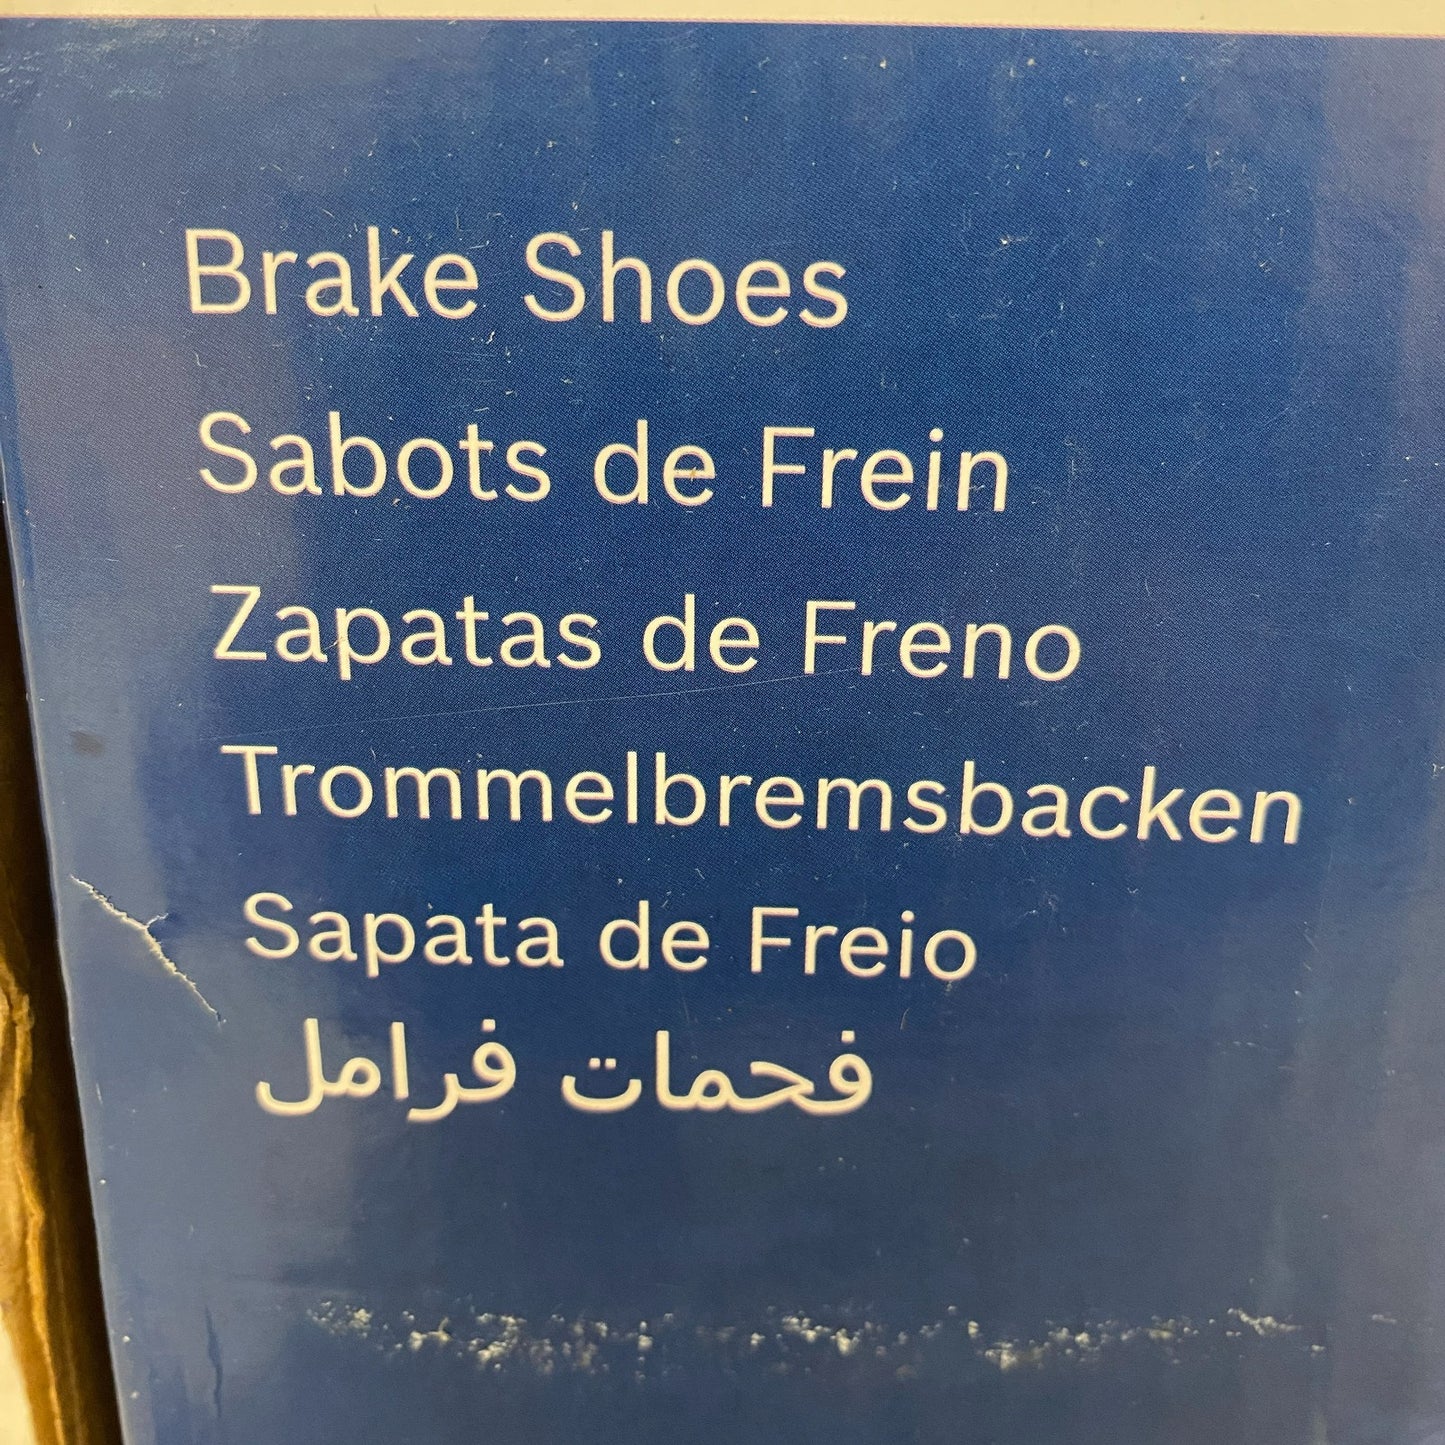 Brake Shoes
Sabots de Frein
Zapatas de Freno
Trommelbremsbacken
Sapata de Freio
فحمات فرامل